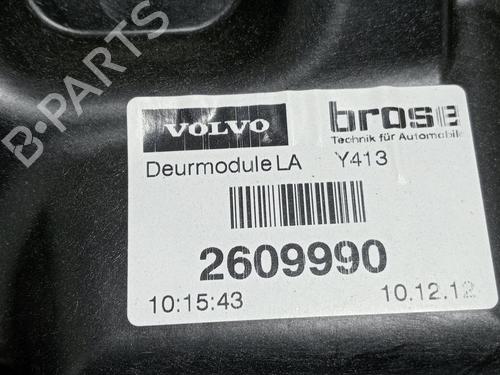 B-PARTS
VOLVO
brose
Technik für Automobile
Deurmodule LA Y413
2609990
10:15:43 10.12.12